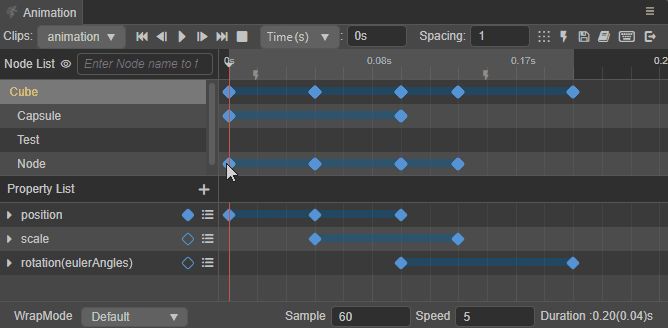 Animation
Clips: animation Time(s) : 0s Spacing: 1
Node List Enter Node name to f 0s 0.08s 0.17s 0.2
Cube
Capsule
Test
Node
Property List +
position
scale
rotation(eulerAngles)
WrapMode Default Sample 60 Speed 5 Duration :0.20(0.04)s